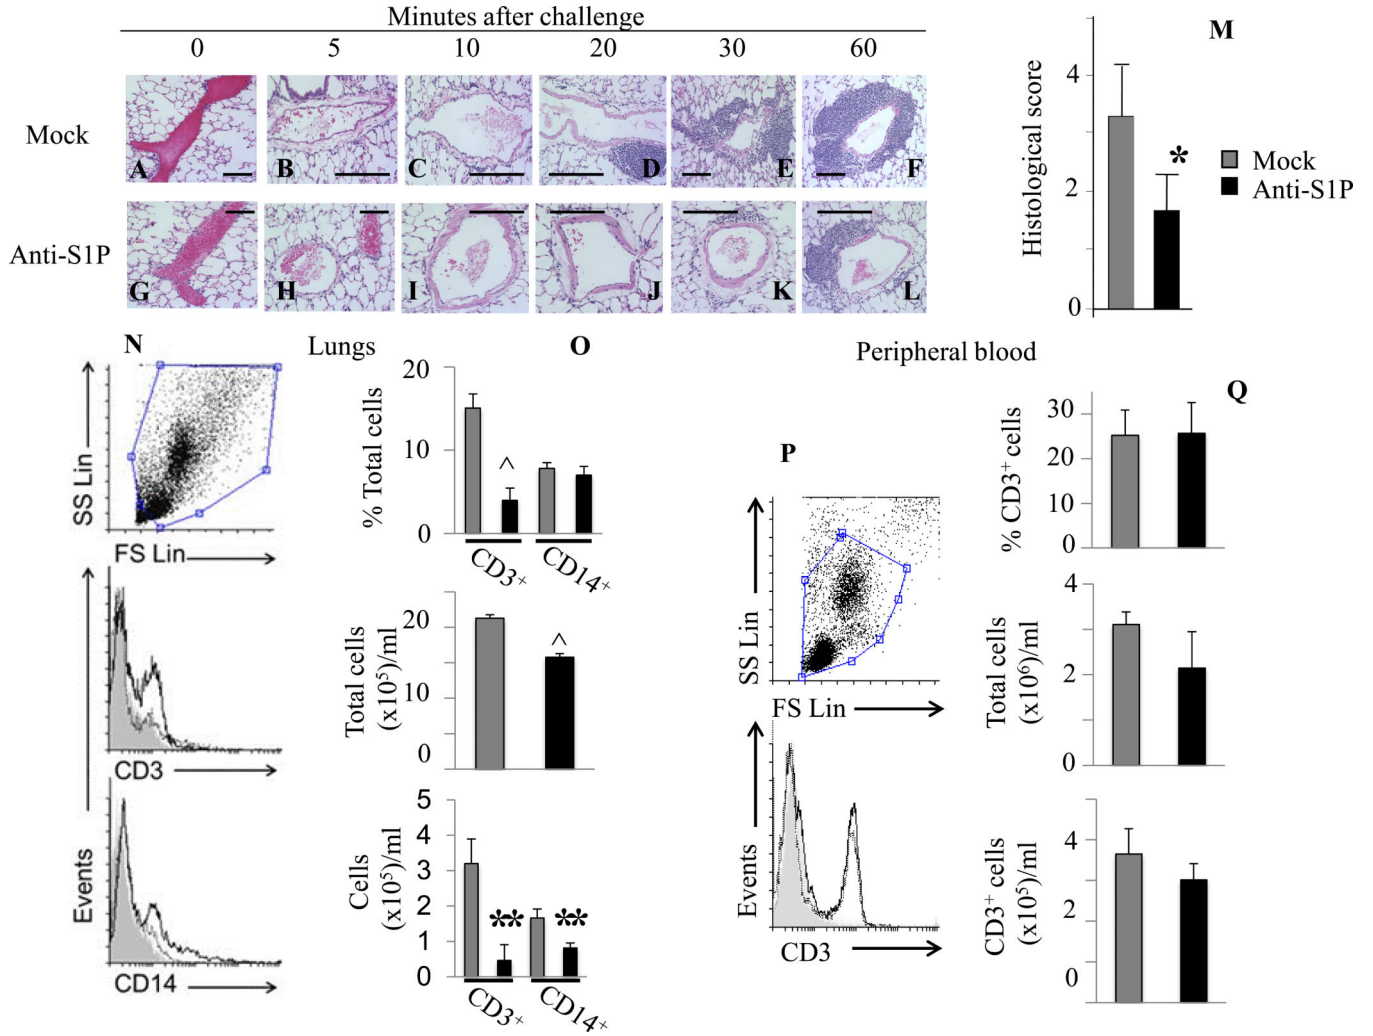 Minutes after challenge
0 5 10 20 30 60
Mock
A B C D E F
Anti-S1P
G H I J K L
M
Histological score
4
2
0
*
Mock
Anti-S1P
N
Lungs
SS Lin
FS Lin
Events
CD3
CD14
O
% Total cells
20
10
0
^
CD3+ CD14+
Total cells
(x10⁵)/ml
20
10
0
^
Cells
(x10⁵)/ml
5
4
3
2
1
0
** **
CD3+ CD14+
Peripheral blood
P
SS Lin
FS Lin
Events
CD3
Q
% CD3+ cells
30
20
10
0
Total cells
(x10⁶)/ml
4
2
0
CD3+ cells
(x10⁵)/ml
4
2
0